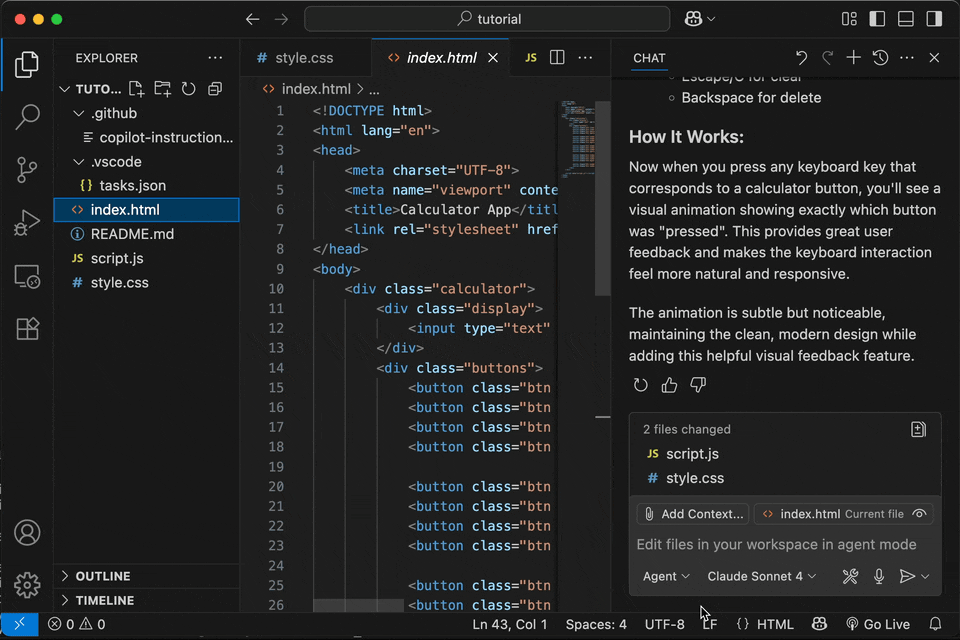 tutorial
EXPLORER
TUTO...
.github
copilot-instruction...
.vscode
{} tasks.json
<> index.html
README.md
JS script.js
# style.css
OUTLINE
TIMELINE
# style.css
<> index.html
JS
<> index.html > ...
1 <!DOCTYPE html>
2 <html lang="en">
3 <head>
4 <meta charset="UTF-8">
5 <meta name="viewport" conte
6 <title>Calculator App</titl
7 <link rel="stylesheet" href
8 </head>
9 <body>
10 <div class="calculator">
11 <div class="display">
12 <input type="text"
13 </div>
14 <div class="buttons">
15 <button class="btn
16 <button class="btn
17 <button class="btn
18 <button class="btn
19
20 <button class="btn
21 <button class="btn
22 <button class="btn
23 <button class="btn
24
25 <button class="btn
26 <button class="btn
CHAT
Escape/C for clear
Backspace for delete
How It Works:
Now when you press any keyboard key that
corresponds to a calculator button, you'll see a
visual animation showing exactly which button
was "pressed". This provides great user
feedback and makes the keyboard interaction
feel more natural and responsive.
The animation is subtle but noticeable,
maintaining the clean, modern design while
adding this helpful visual feedback feature.
2 files changed
JS script.js
# style.css
Add Context... <> index.html Current file
Edit files in your workspace in agent mode
Agent Claude Sonnet 4
0 0 Ln 43, Col 1 Spaces: 4 UTF-8 LF {} HTML Go Live